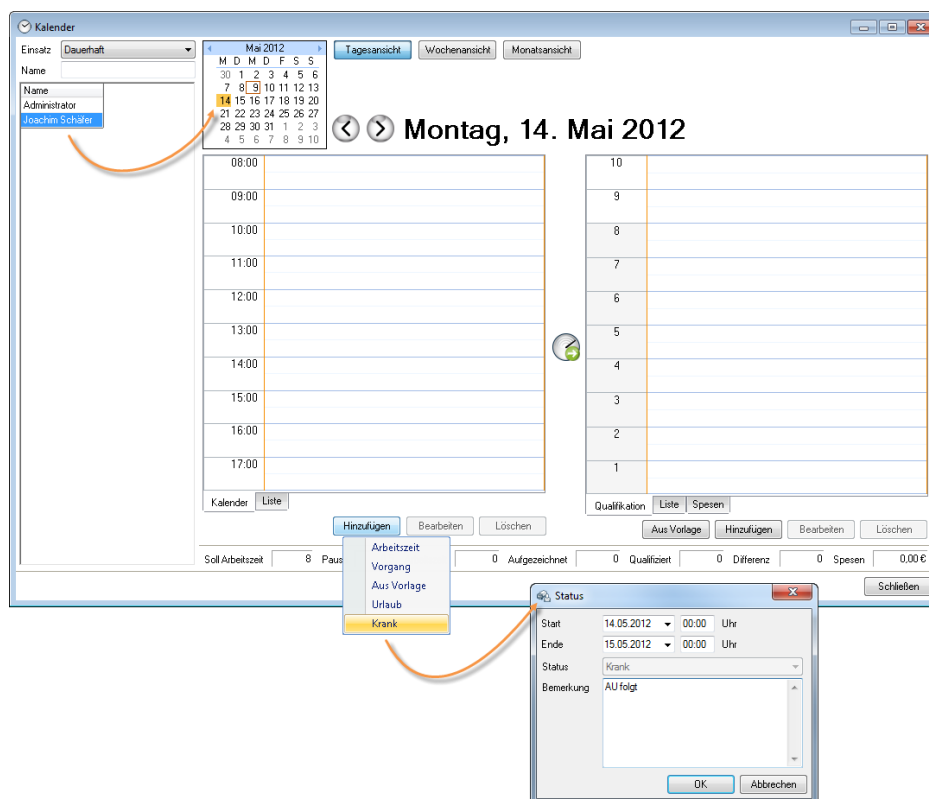 Kalender
Einsatz Dauerhaft
Name
Name
Administrator
Joachim Schäfer
Mai 2012
M D M D F S S
30 1 2 3 4 5 6
7 8 9 10 11 12 13
14 15 16 17 18 19 20
21 22 23 24 25 26 27
28 29 30 31 1 2 3
4 5 6 7 8 9 10
Tagesansicht Wochenansicht Monatsansicht
Montag, 14. Mai 2012
08:00
09:00
10:00
11:00
12:00
13:00
14:00
15:00
16:00
17:00
Kalender Liste
10
9
8
7
6
5
4
3
2
1
Qualifikation Liste Spesen
Hinzufügen Bearbeiten Löschen
Aus Vorlage Hinzufügen Bearbeiten Löschen
Soll Arbeitszeit 8 Paus 0 Aufgezeichnet 0 Qualifiziert 0 Differenz 0 Spesen 0,00 €
Arbeitszeit
Vorgang
Aus Vorlage
Urlaub
Krank
Schließen
Status
Start 14.05.2012 00:00 Uhr
Ende 15.05.2012 00:00 Uhr
Status Krank
Bemerkung AU folgt
OK Abbrechen